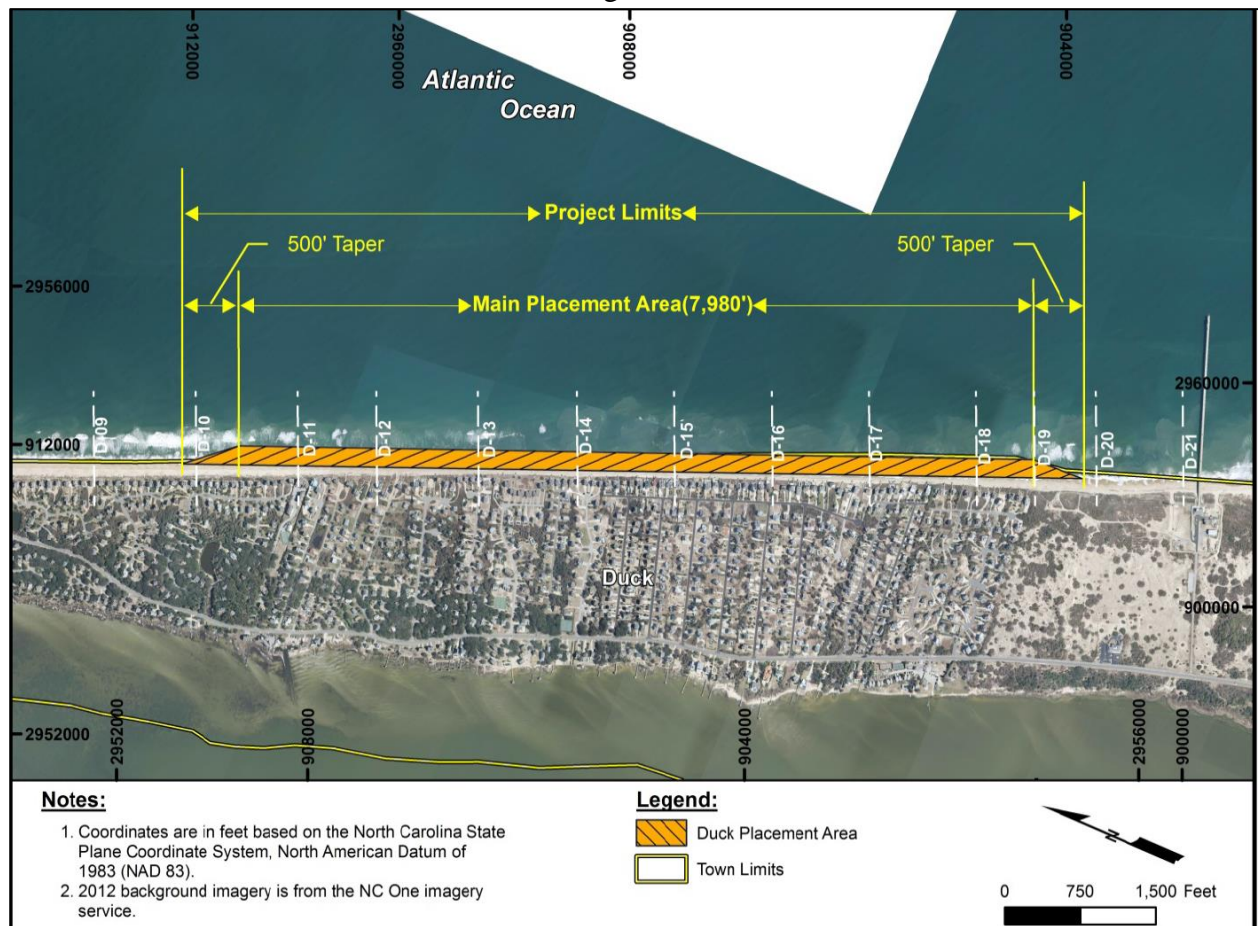 912000
2960000
908000
904000
Atlantic
Ocean
Project Limits
500' Taper
500' Taper
2956000
Main Placement Area(7,980')
2960000
912000
D-09
D-10
D-11
D-12
D-13
D-14
D-15
D-16
D-17
D-18
D-19
D-20
D-21
Duck
900000
2952000
2952000
908000
904000
2956000
900000
Notes:
1. Coordinates are in feet based on the North Carolina State
Plane Coordinate System, North American Datum of
1983 (NAD 83).
2. 2012 background imagery is from the NC One imagery
service.
Legend:
Duck Placement Area
Town Limits
N
0 750 1,500 Feet